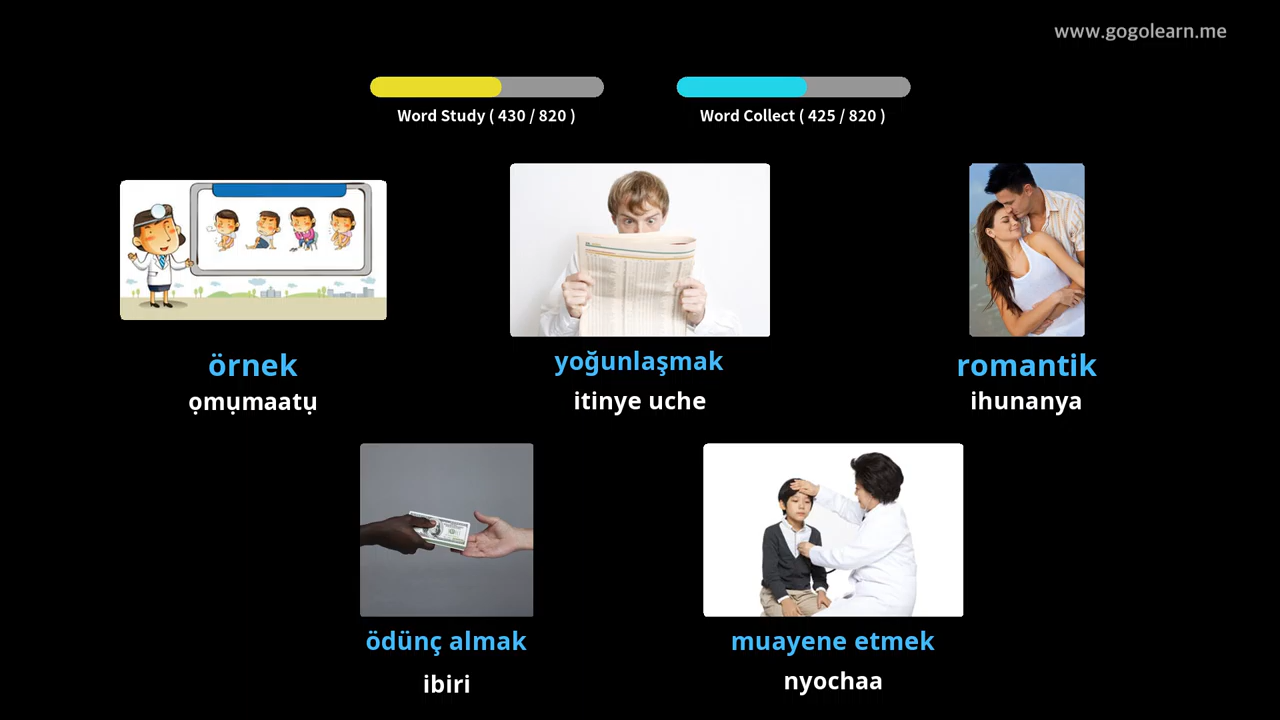 www.gogolearn.me
Word Study ( 430 / 820 )
Word Collect ( 425 / 820 )
örnek
ọmụmaatụ
yoğunlaşmak
itinye uche
romantik
ihunanya
ödünç almak
ibiri
muayene etmek
nyochaa